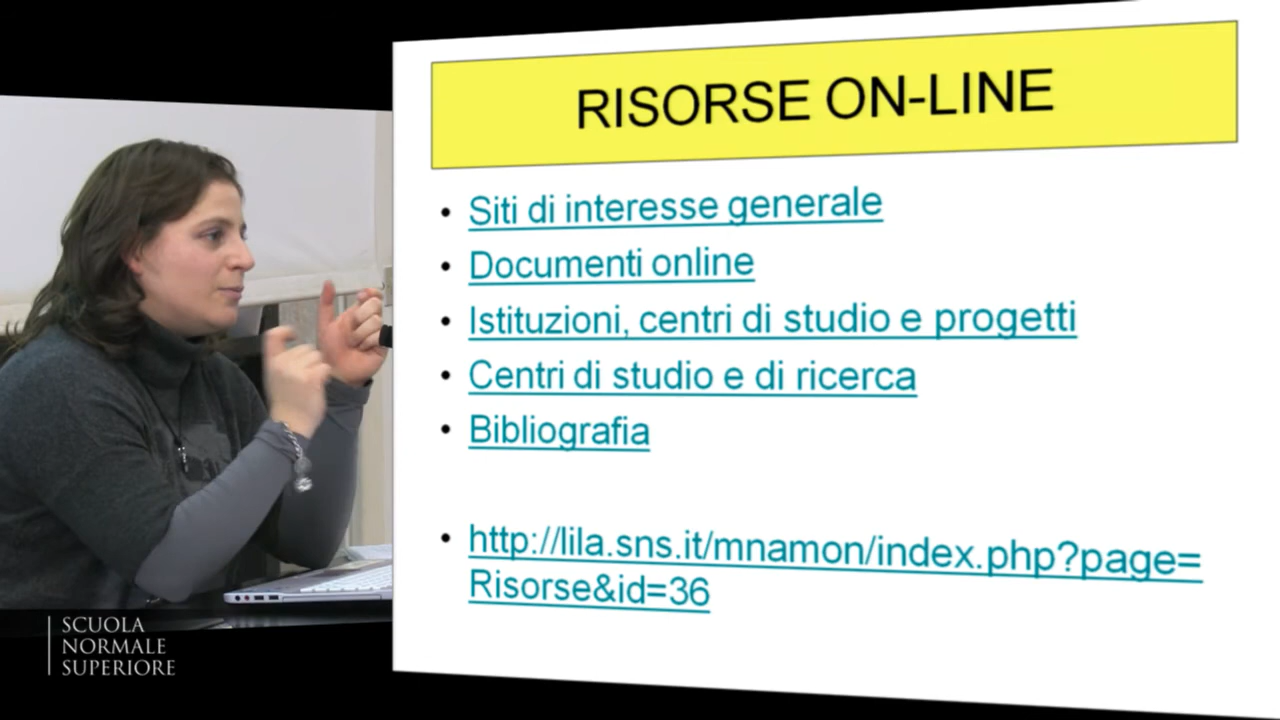 RISORSE ON-LINE
• Siti di interesse generale
• Documenti online
• Istituzioni, centri di studio e progetti
• Centri di studio e di ricerca
• Bibliografia
• http://lila.sns.it/mnamon/index.php?page=
Risorse&id=36
SCUOLA
NORMALE
SUPERIORE